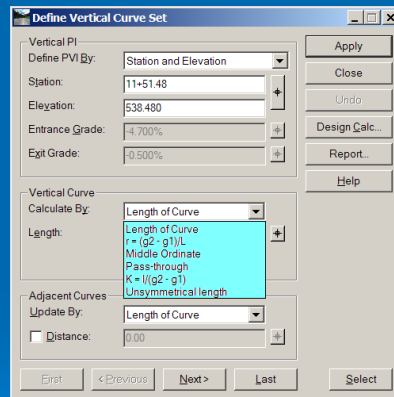 Define Vertical Curve Set
Vertical PI
Define PVI By:
Station and Elevation
Station:
11+51.48
Elevation:
538.480
Entrance Grade:
-4.700%
Exit Grade:
-0.500%
Vertical Curve
Calculate By:
Length of Curve
Length:
Length of Curve
r = (g2 - g1)/L
Middle Ordinate
Pass-through
K = l/(g2 - g1)
Unsymmetrical length
Adjacent Curves
Update By:
Length of Curve
Distance:
0.00
Apply
Close
Undo
Design Calc...
Report...
Help
First
< Previous
Next >
Last
Select